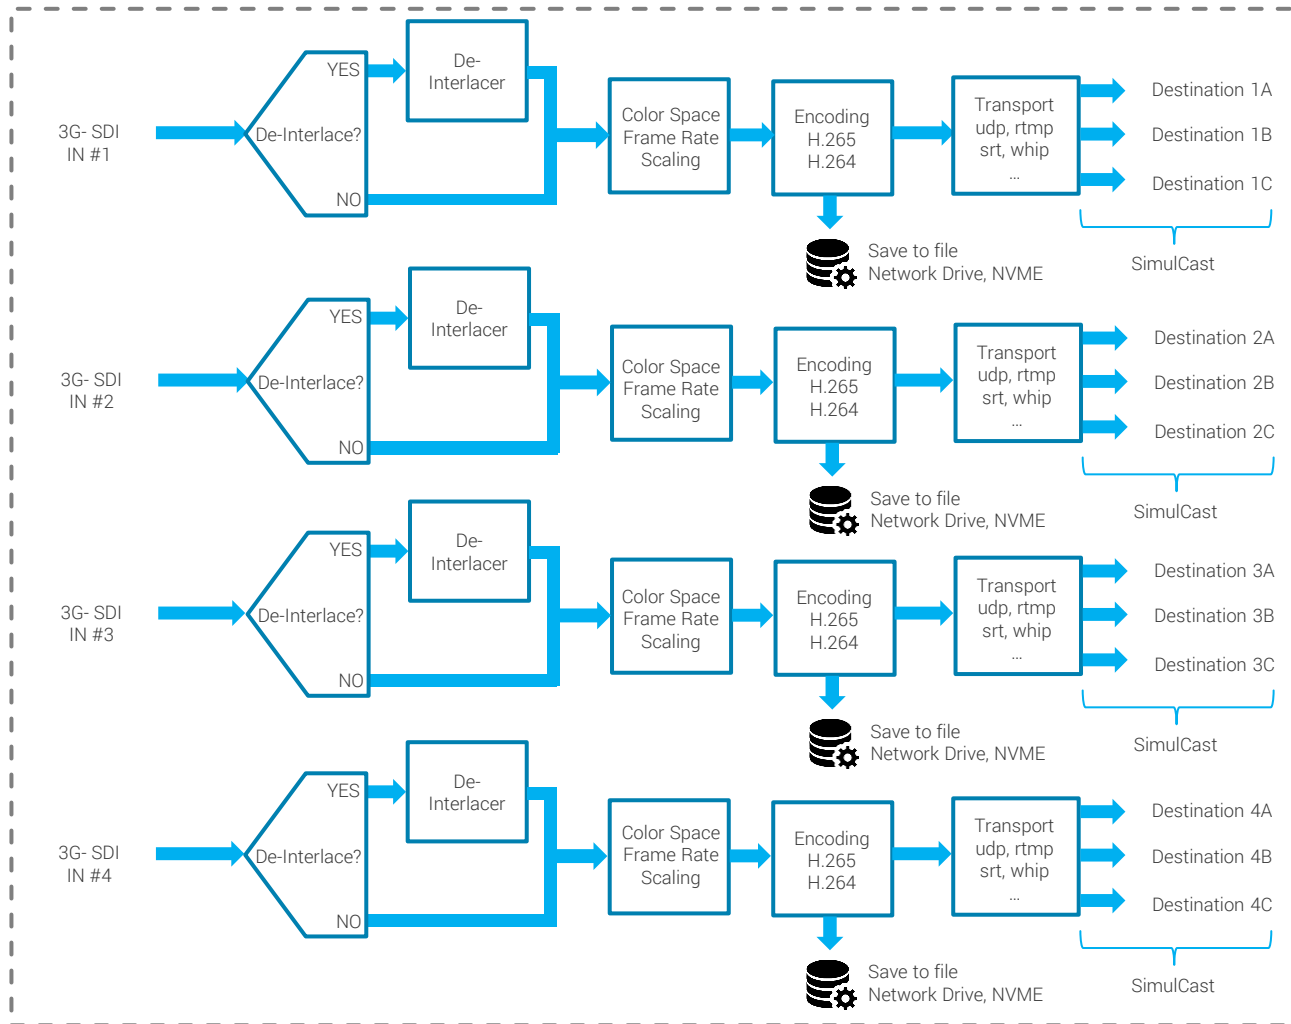 3G- SDI
IN #1
De-Interlace?
YES
NO
De-
Interlacer
Color Space
Frame Rate
Scaling
Encoding
H.265
H.264
Transport
udp, rtmp
srt, whip
...
Destination 1A
Destination 1B
Destination 1C
SimulCast
Save to file
Network Drive, NVME
3G- SDI
IN #2
De-Interlace?
YES
NO
De-
Interlacer
Color Space
Frame Rate
Scaling
Encoding
H.265
H.264
Transport
udp, rtmp
srt, whip
...
Destination 2A
Destination 2B
Destination 2C
SimulCast
Save to file
Network Drive, NVME
3G- SDI
IN #3
De-Interlace?
YES
NO
De-
Interlacer
Color Space
Frame Rate
Scaling
Encoding
H.265
H.264
Transport
udp, rtmp
srt, whip
...
Destination 3A
Destination 3B
Destination 3C
SimulCast
Save to file
Network Drive, NVME
3G- SDI
IN #4
De-Interlace?
YES
NO
De-
Interlacer
Color Space
Frame Rate
Scaling
Encoding
H.265
H.264
Transport
udp, rtmp
srt, whip
...
Destination 4A
Destination 4B
Destination 4C
SimulCast
Save to file
Network Drive, NVME